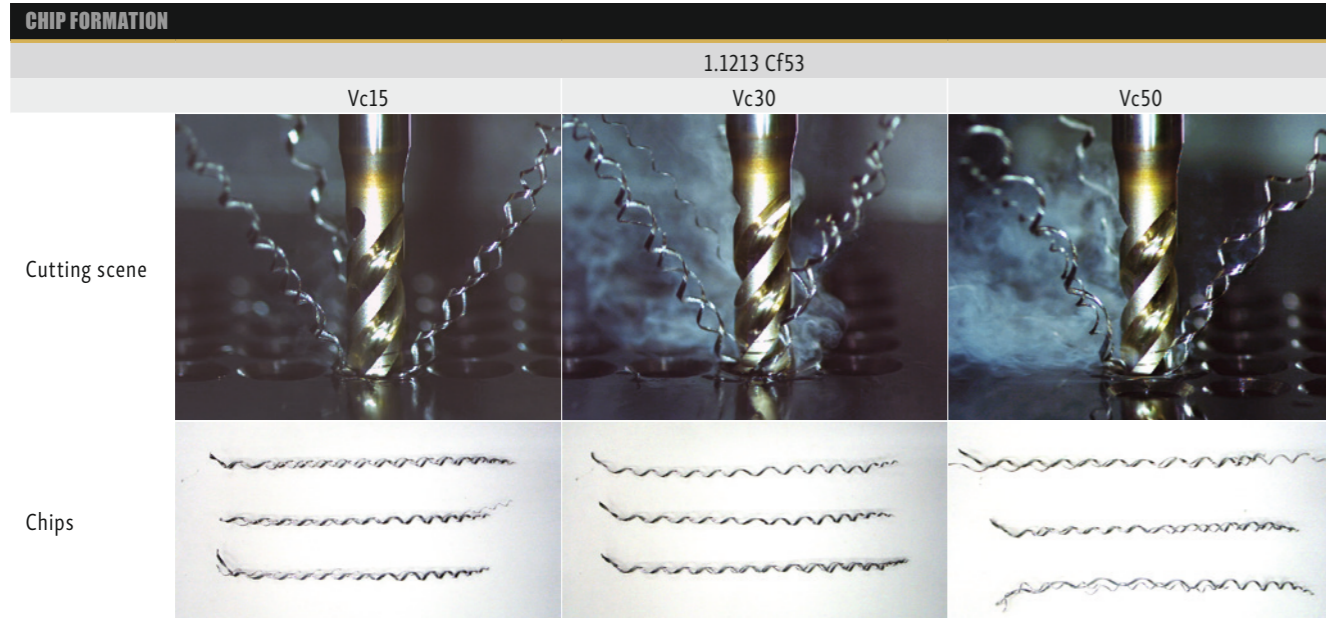 CHIP FORMATION
1.1213 Cf53
Vc15 Vc30 Vc50
Cutting scene
Chips